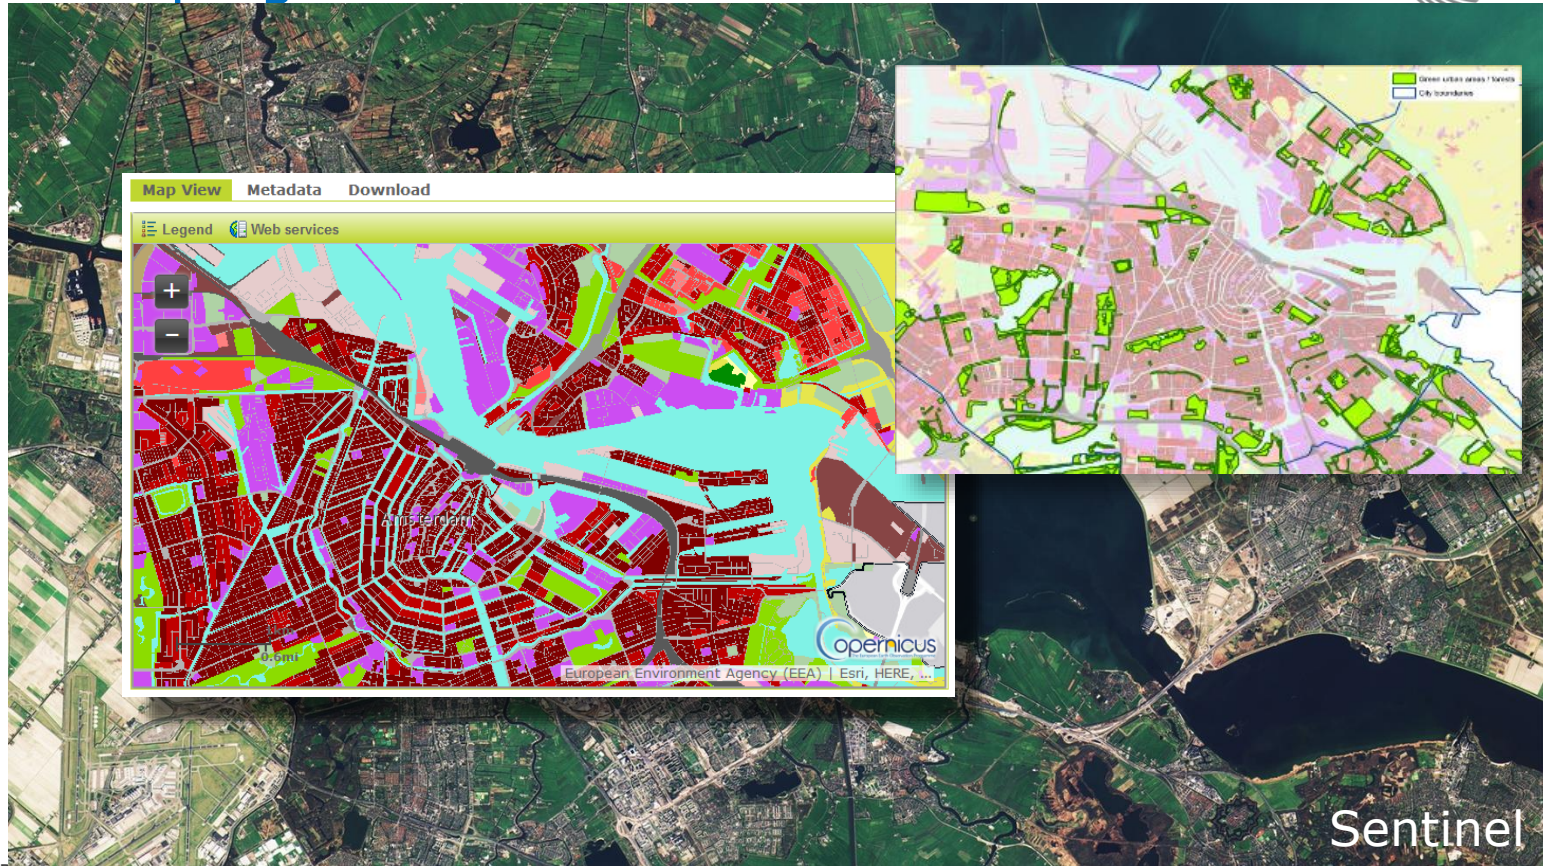 Map View Metadata Download
Legend Web services
+
−
Green urban areas / forests
City boundaries
Amsterdam
0.6mi
Copernicus
European Environment Agency (EEA) | Esri, HERE, ...
Sentinel